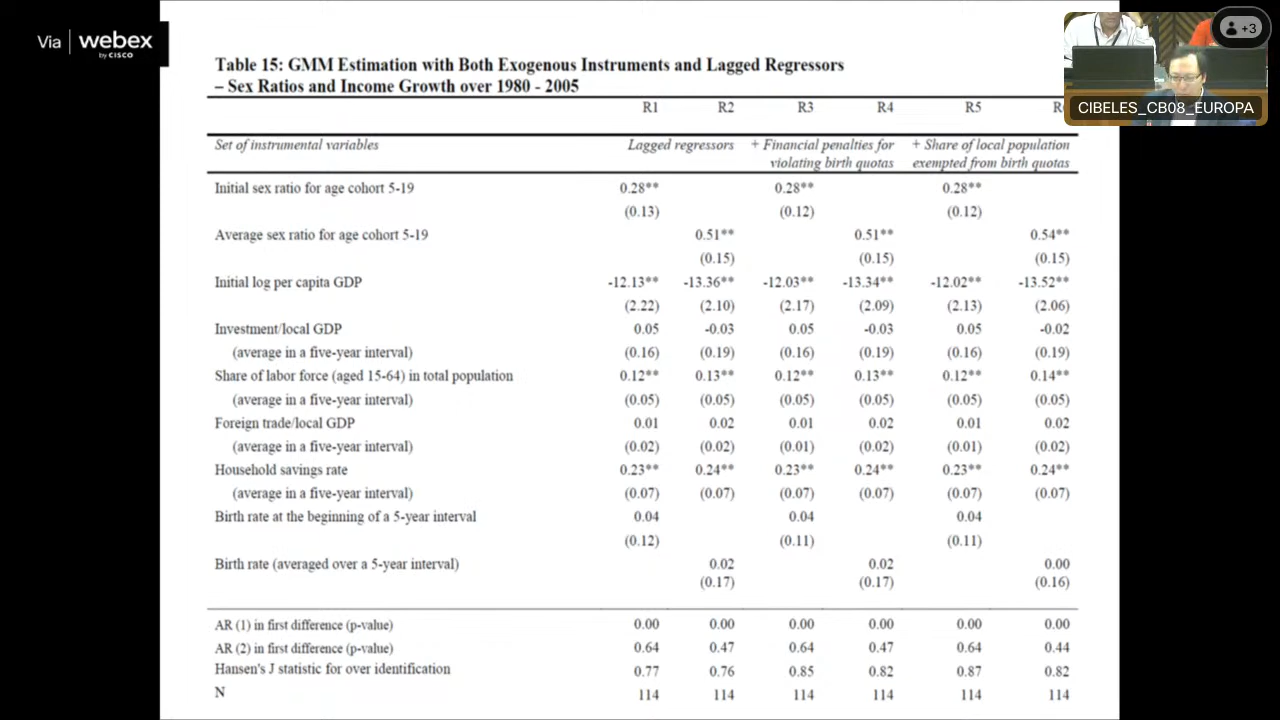 Via | webex
by CISCO
+3
CIBELES_CB08_EUROPA
Table 15: GMM Estimation with Both Exogenous Instruments and Lagged Regressors
– Sex Ratios and Income Growth over 1980 - 2005
R1 R2 R3 R4 R5
Set of instrumental variables Lagged regressors + Financial penalties for violating birth quotas + Share of local population exempted from birth quotas
Initial sex ratio for age cohort 5-19 0.28** 0.28** 0.28**
(0.13) (0.12) (0.12)
Average sex ratio for age cohort 5-19 0.51** 0.51** 0.54**
(0.15) (0.15) (0.15)
Initial log per capita GDP -12.13** -13.36** -12.03** -13.34** -12.02** -13.52**
(2.22) (2.10) (2.17) (2.09) (2.13) (2.06)
Investment/local GDP 0.05 -0.03 0.05 -0.03 0.05 -0.02
(average in a five-year interval) (0.16) (0.19) (0.16) (0.19) (0.16) (0.19)
Share of labor force (aged 15-64) in total population 0.12** 0.13** 0.12** 0.13** 0.12** 0.14**
(average in a five-year interval) (0.05) (0.05) (0.05) (0.05) (0.05) (0.05)
Foreign trade/local GDP 0.01 0.02 0.01 0.02 0.01 0.02
(average in a five-year interval) (0.02) (0.02) (0.01) (0.02) (0.01) (0.02)
Household savings rate 0.23** 0.24** 0.23** 0.24** 0.23** 0.24**
(average in a five-year interval) (0.07) (0.07) (0.07) (0.07) (0.07) (0.07)
Birth rate at the beginning of a 5-year interval 0.04 0.04 0.04
(0.12) (0.11) (0.11)
Birth rate (averaged over a 5-year interval) 0.02 0.02 0.00
(0.17) (0.17) (0.16)
AR (1) in first difference (p-value) 0.00 0.00 0.00 0.00 0.00 0.00
AR (2) in first difference (p-value) 0.64 0.47 0.64 0.47 0.64 0.44
Hansen's J statistic for over identification 0.77 0.76 0.85 0.82 0.87 0.82
N 114 114 114 114 114 114